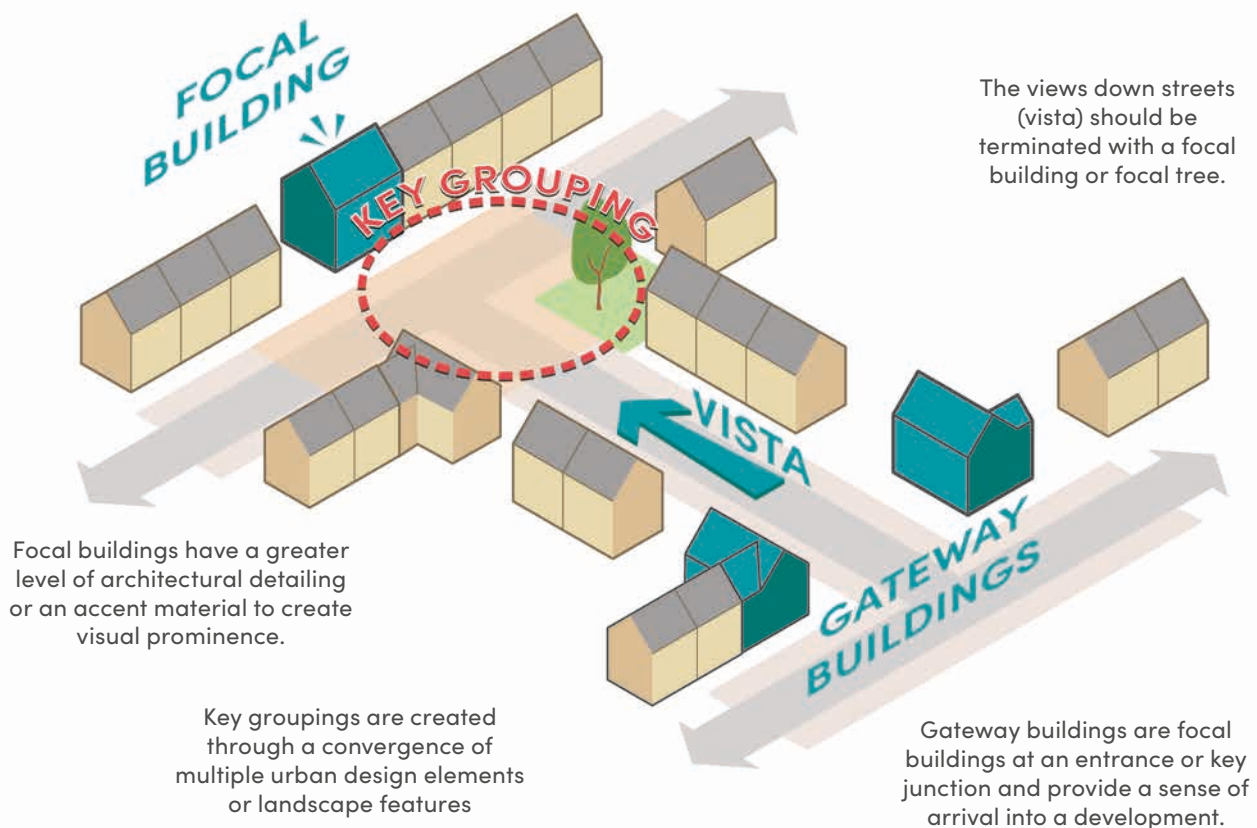 FOCAL
BUILDING
The views down streets
(vista) should be
terminated with a focal
building or focal tree.
KEY GROUPING
VISTA
GATEWAY
BUILDINGS
Focal buildings have a greater
level of architectural detailing
or an accent material to create
visual prominence.
Key groupings are created
through a convergence of
multiple urban design elements
or landscape features
Gateway buildings are focal
buildings at an entrance or key
junction and provide a sense of
arrival into a development.